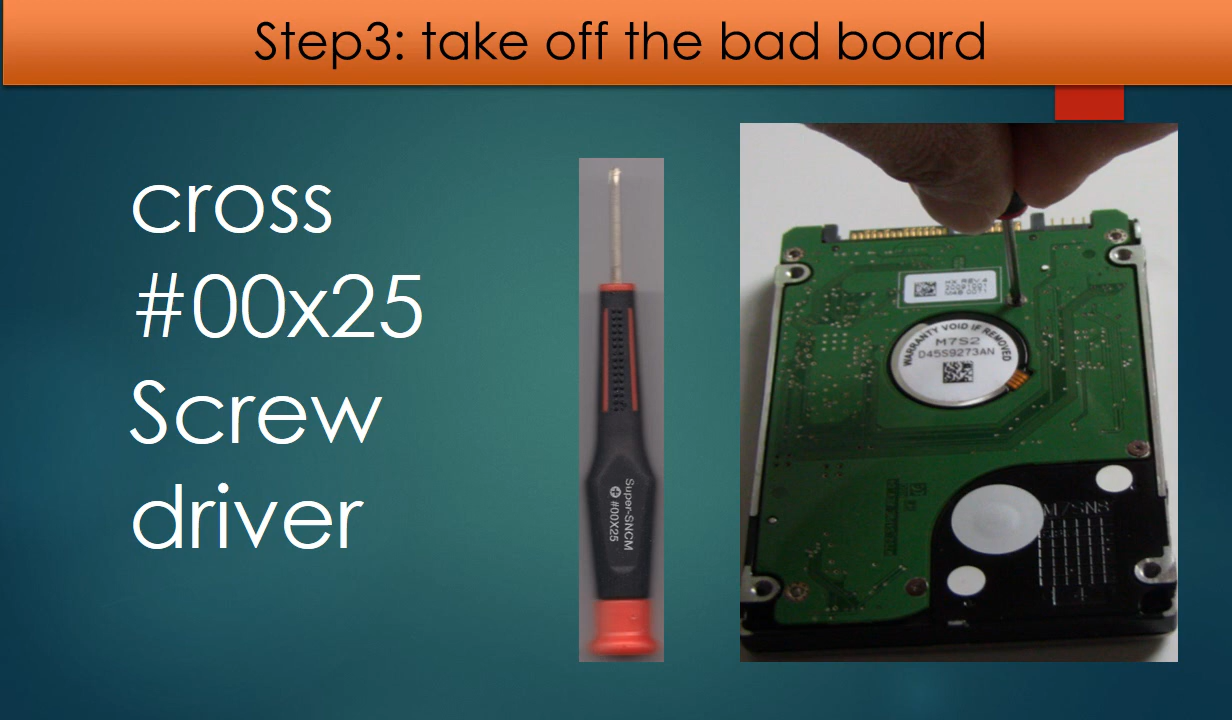 Step3: take off the bad board
cross
#00x25
Screw
driver
Super-SNCM
#00X25
WARRANTY VOID IF REMOVED
M7S2
D45S9273AN
M7SNS